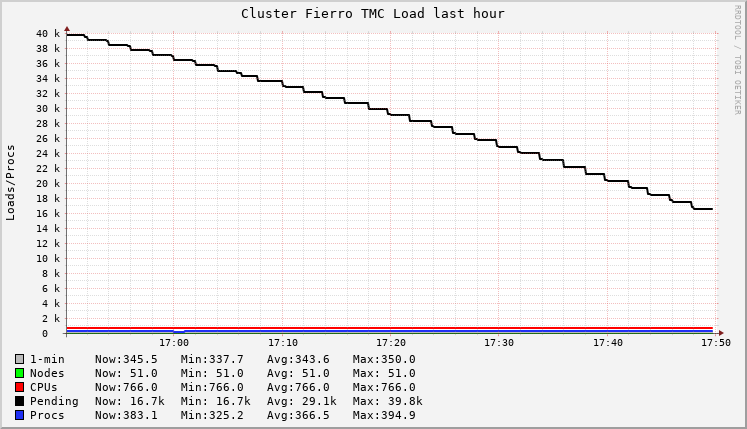 Cluster Fierro TMC Load last hour
RRDTOOL / TOBI OETIKER
Loads/Procs
40 k
38 k
36 k
34 k
32 k
30 k
28 k
26 k
24 k
22 k
20 k
18 k
16 k
14 k
12 k
10 k
8 k
6 k
4 k
2 k
0
17:00 17:10 17:20 17:30 17:40 17:50
1-min Now:345.5 Min:337.7 Avg:343.6 Max:350.0
Nodes Now: 51.0 Min: 51.0 Avg: 51.0 Max: 51.0
CPUs Now:766.0 Min:766.0 Avg:766.0 Max:766.0
Pending Now: 16.7k Min: 16.7k Avg: 29.1k Max: 39.8k
Procs Now:383.1 Min:325.2 Avg:366.5 Max:394.9